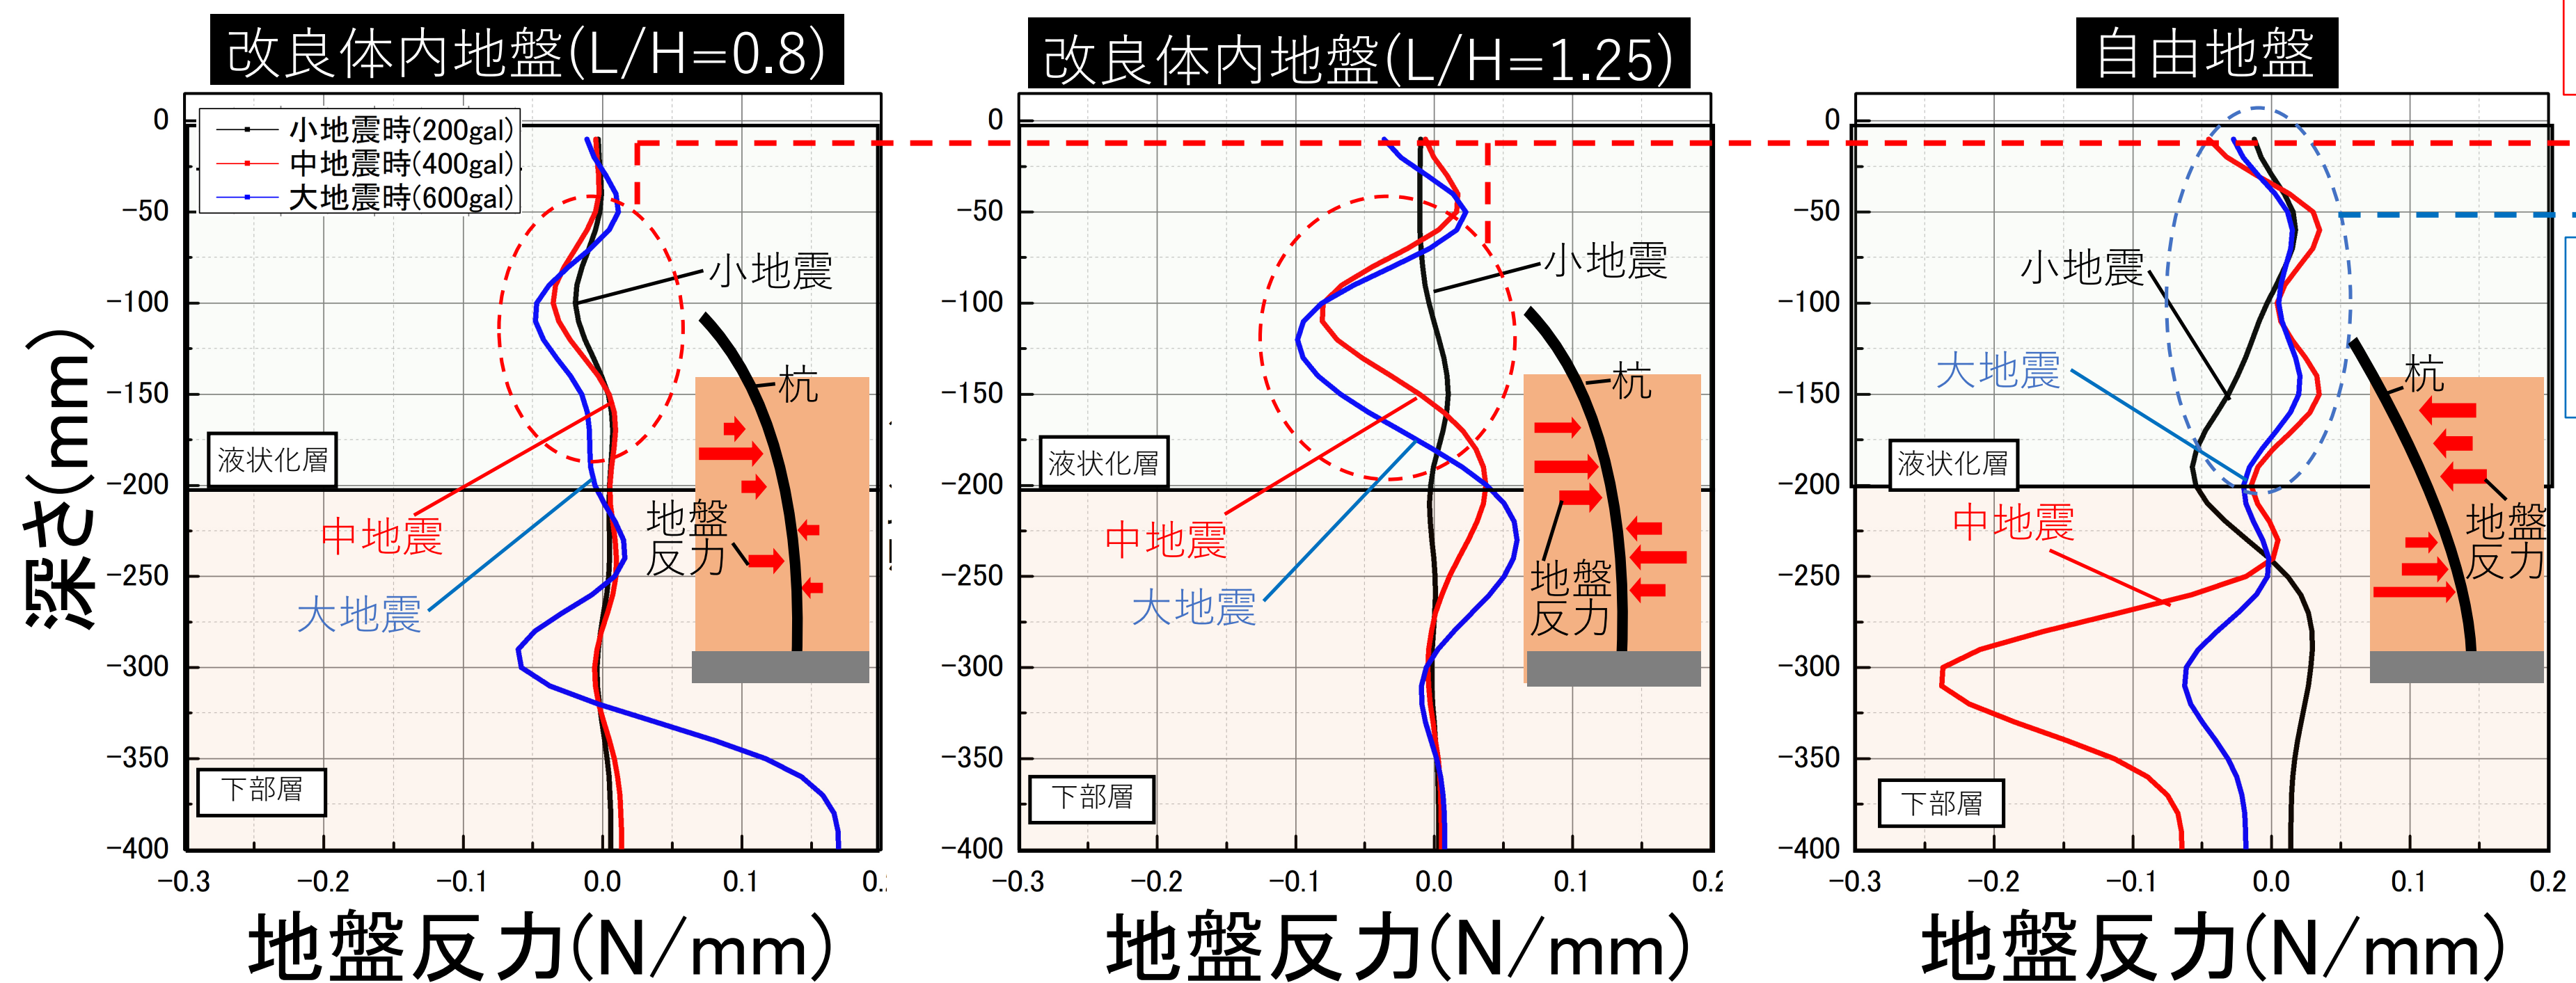 改良体内地盤(L/H=0.8)
改良体内地盤(L/H=1.25)
自由地盤
深さ(mm)
0
-50
-100
-150
-200
-250
-300
-350
-400
小地震時(200gal)
中地震時(400gal)
大地震時(600gal)
小地震
杭
液状化層
中地震
地盤
反力
大地震
下部層
-0.3
-0.2
-0.1
0.0
0.1
地盤反力(N/mm)
0
-50
-100
-150
-200
-250
-300
-350
-400
小地震
杭
液状化層
中地震
地盤
反力
大地震
下部層
-0.3
-0.2
-0.1
0.0
0.1
0.2
地盤反力(N/mm)
0
-50
-100
-150
-200
-250
-300
-350
-400
小地震
大地震
杭
液状化層
中地震
地盤
反力
下部層
-0.3
-0.2
-0.1
0.0
0.1
0.2
地盤反力(N/mm)